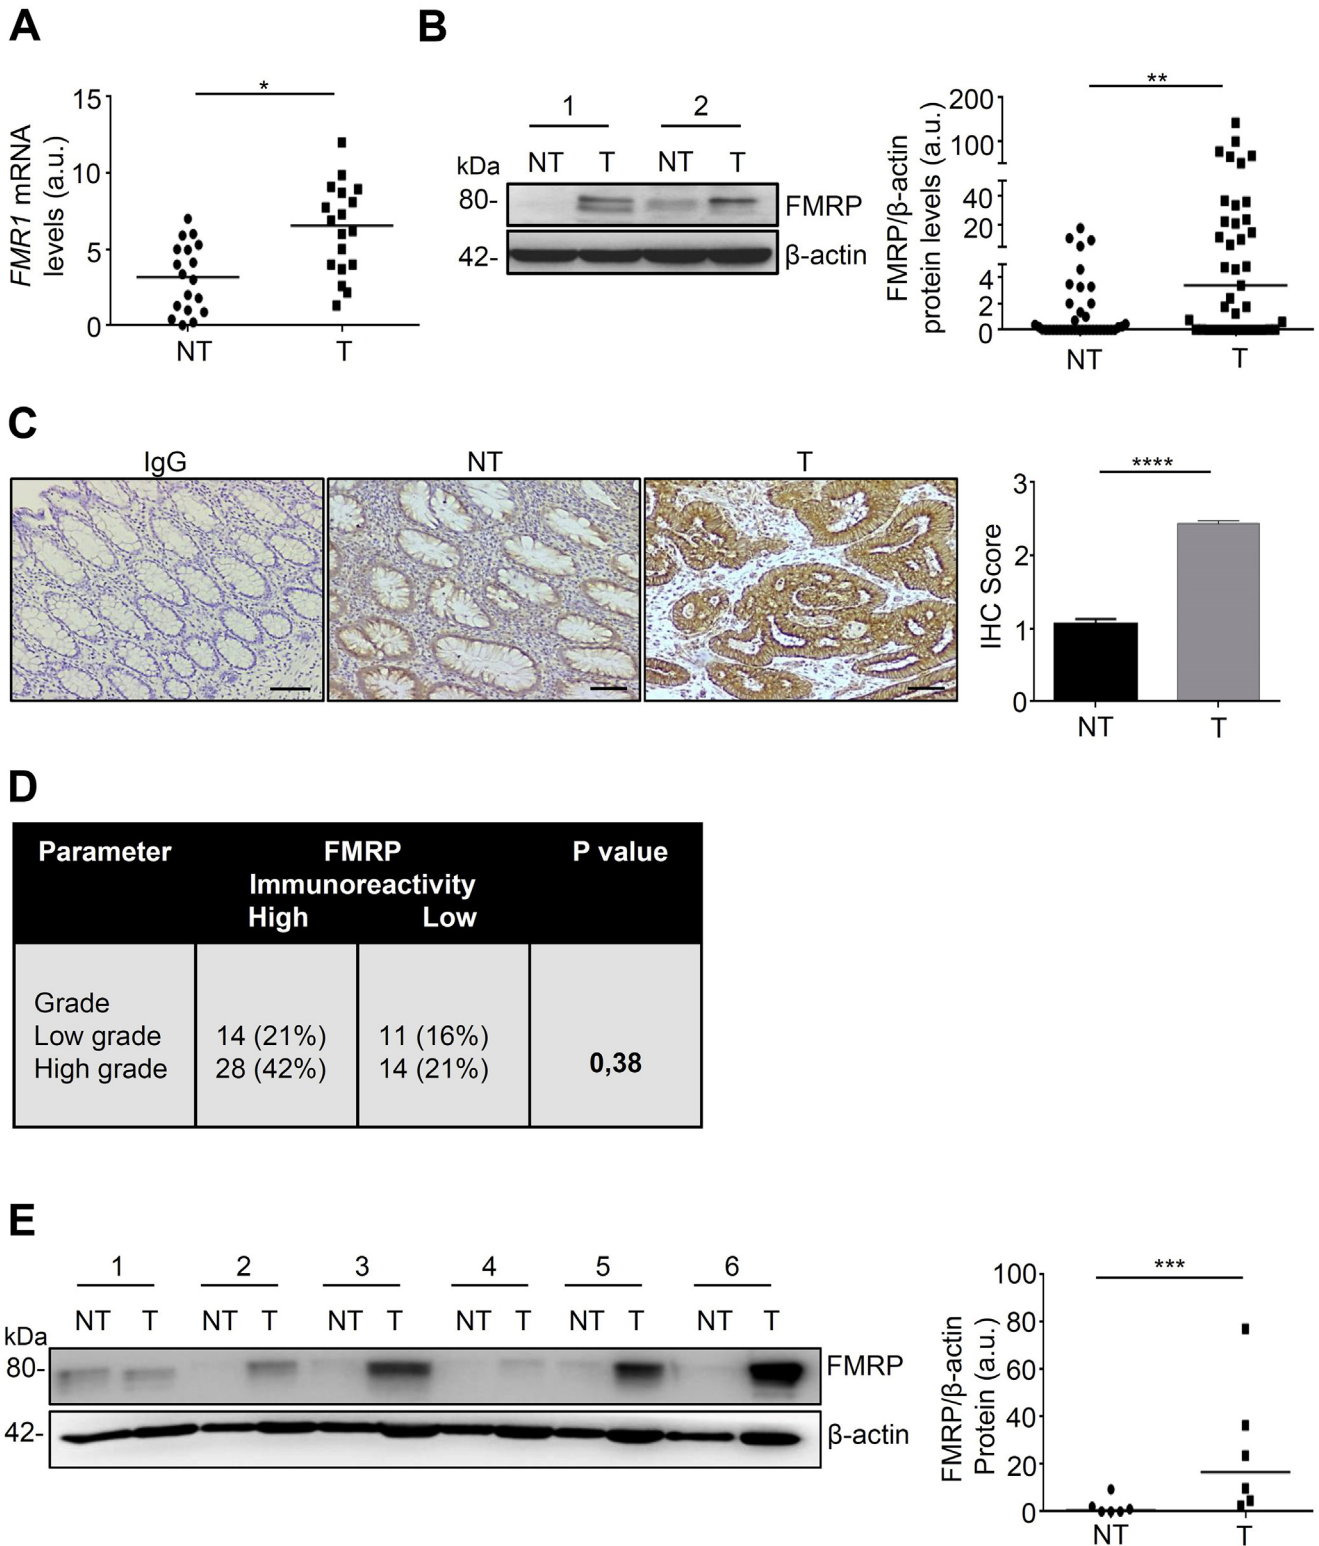 A
FMR1 mRNA
levels (a.u.)
15
10
5
0
*
NT T
B
1 2
kDa NT T NT T
80- FMRP
42- β-actin
FMRP/β-actin
protein levels (a.u.)
200
100
40
20
4
2
0
**
NT T
C
IgG NT T
IHC Score
3
2
1
0
****
NT T
D
Parameter FMRP P value
Immunoreactivity
High Low
Grade
Low grade 14 (21%) 11 (16%)
High grade 28 (42%) 14 (21%)
0,38
E
1 2 3 4 5 6
NT T NT T NT T NT T NT T NT T
kDa
80- FMRP
42- β-actin
FMRP/β-actin
Protein (a.u.)
100
80
60
40
20
0
***
NT T